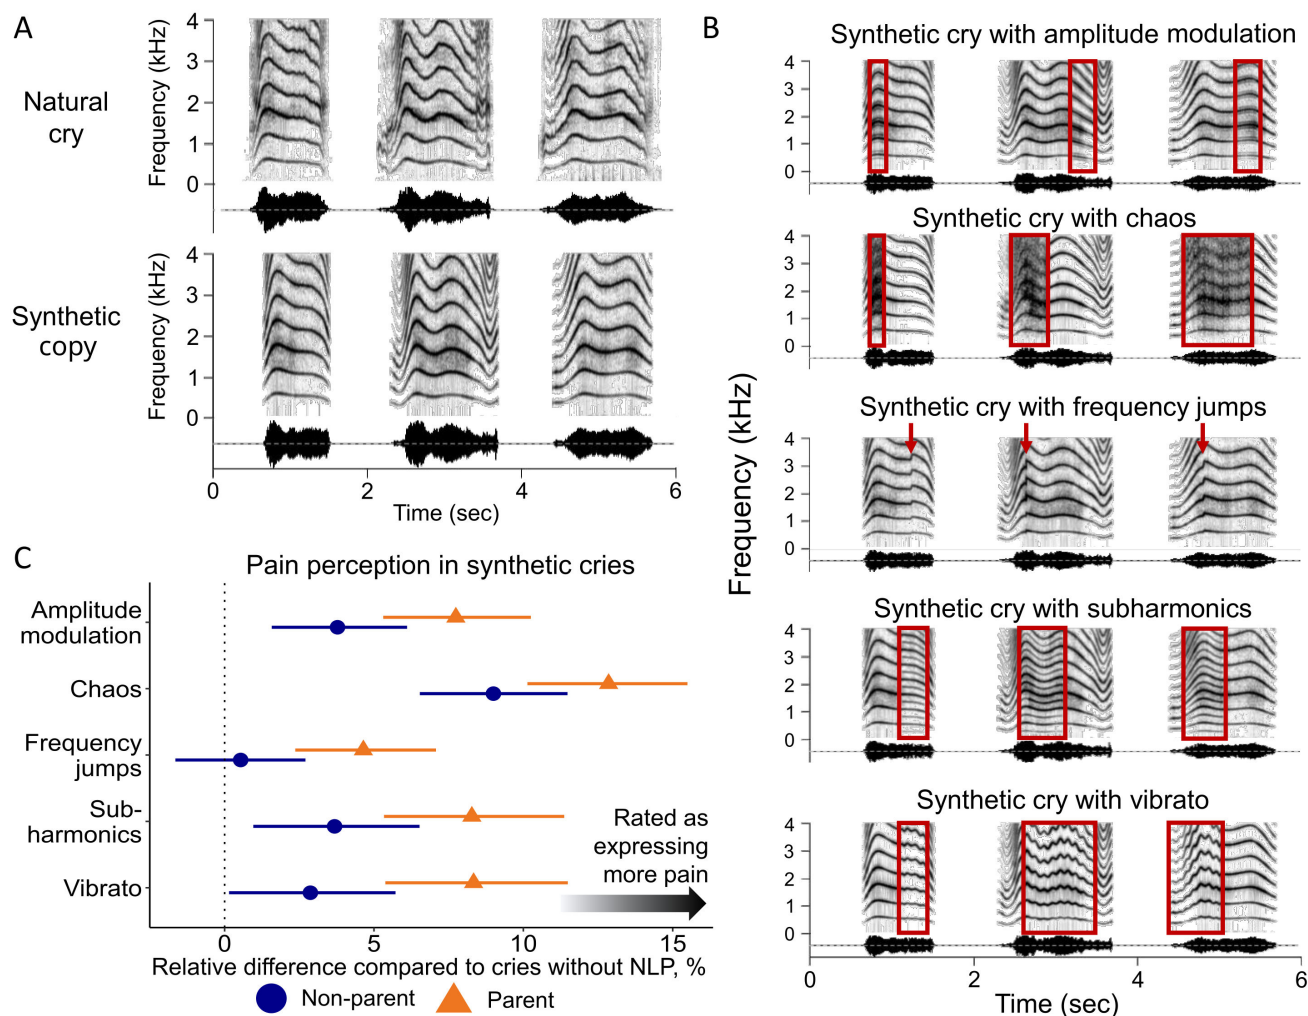 A
Natural
cry
Frequency (kHz)
4
3
2
1
0
Synthetic
copy
Frequency (kHz)
4
3
2
1
0
0 2 4 6
Time (sec)
B
Frequency (kHz)
Synthetic cry with amplitude modulation
4
3
2
1
0
Synthetic cry with chaos
4
3
2
1
0
Synthetic cry with frequency jumps
4
3
2
1
0
Synthetic cry with subharmonics
4
3
2
1
0
Synthetic cry with vibrato
4
3
2
1
0
0 2 4 6
Time (sec)
C
Pain perception in synthetic cries
Amplitude
modulation
Chaos
Frequency
jumps
Sub-
harmonics
Vibrato
Rated as
expressing
more pain
0 5 10 15
Relative difference compared to cries without NLP, %
Non-parent Parent